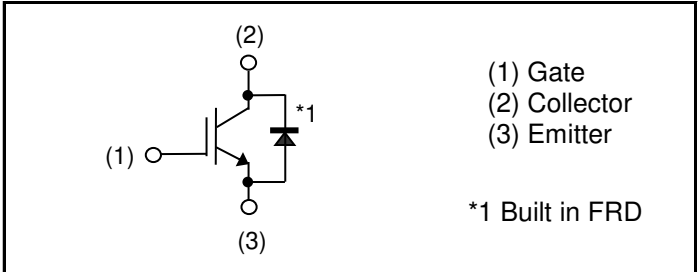 (2)
*1
(1)
(3)
(1) Gate
(2) Collector
(3) Emitter
*1 Built in FRD